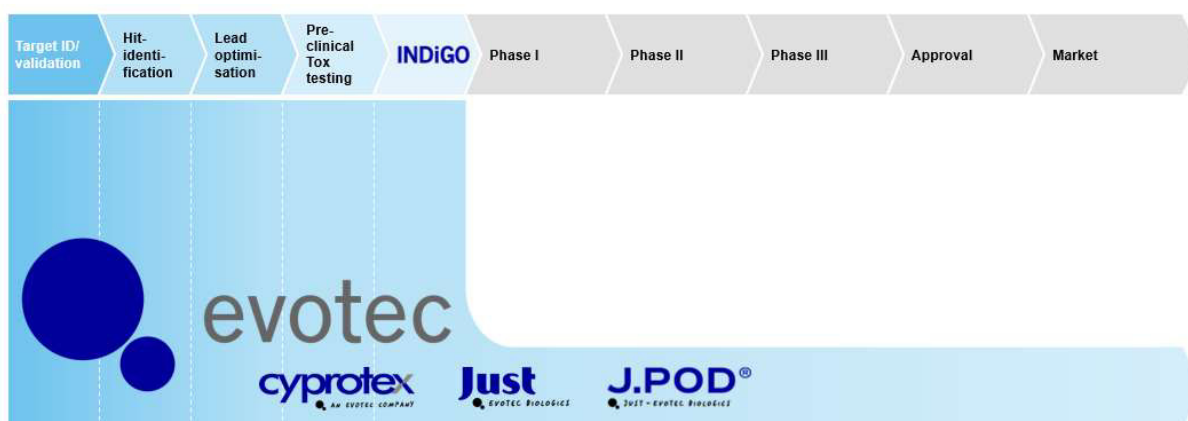 Target ID/
validation
Hit-
identi-
fication
Lead
optimi-
sation
Pre-
clinical
Tox
testing
INDiGO
Phase I
Phase II
Phase III
Approval
Market
evotec
cyprotex
AN EVOTEC COMPANY
Just
EVOTEC BIOLOGICS
J.POD®
JUST - EVOTEC BIOLOGICS